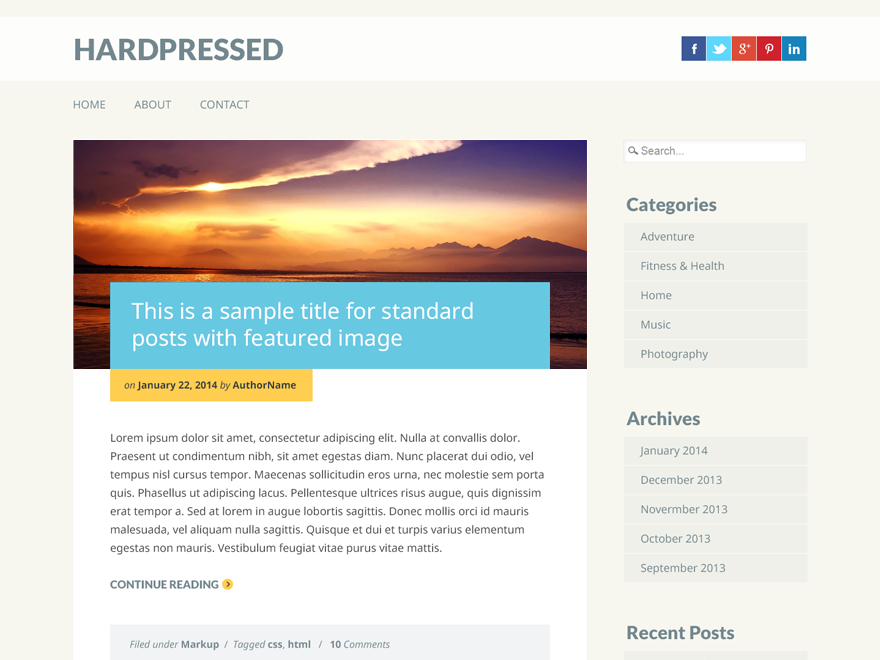 HARDPRESSED
f g+ in
HOME ABOUT CONTACT
This is a sample title for standard
posts with featured image
on January 22, 2014 by AuthorName
Lorem ipsum dolor sit amet, consectetur adipiscing elit. Nulla at convallis dolor.
Praesent ut condimentum nibh, sit amet egestas diam. Nunc placerat dui odio, vel
tempus nisl cursus tempor. Maecenas sollicitudin eros urna, nec molestie sem porta
quis. Phasellus ut adipiscing lacus. Pellentesque ultrices risus augue, quis dignissim
erat tempor a. Sed at lorem in augue lobortis sagittis. Donec mollis orci id mauris
malesuada, vel aliquam nulla sagittis. Quisque et dui et turpis varius elementum
egestas non mauris. Vestibulum feugiat vitae purus vitae mattis.
CONTINUE READING
Filed under Markup / Tagged css, html / 10 Comments
Search...
Categories
Adventure
Fitness & Health
Home
Music
Photography
Archives
January 2014
December 2013
Novermber 2013
October 2013
September 2013
Recent Posts